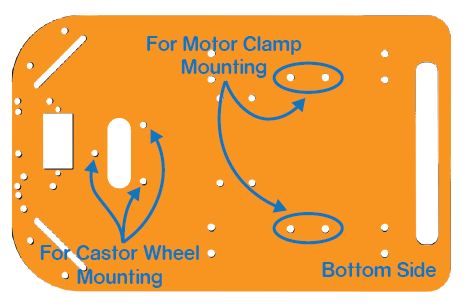 For Motor Clamp
Mounting
For Castor Wheel
Mounting
Bottom Side